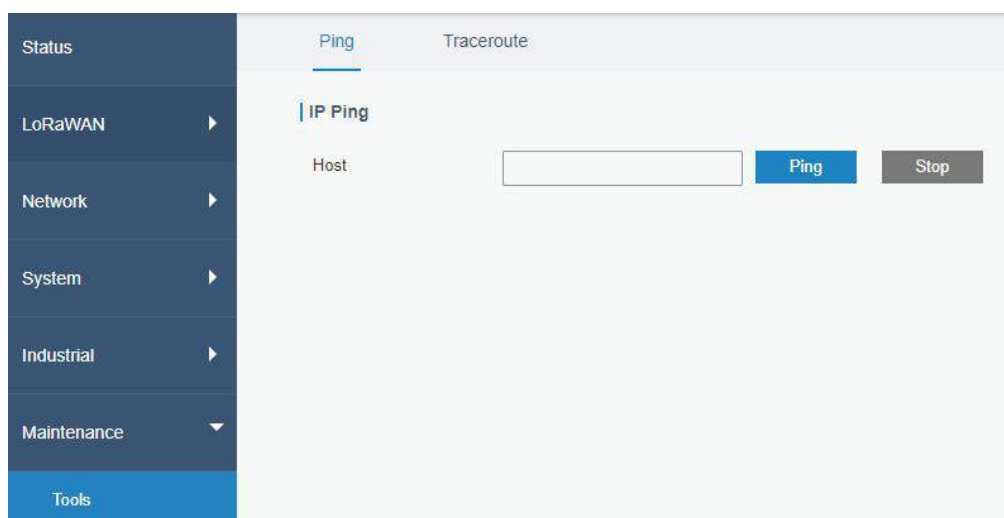 Status
LoRaWAN
Network
System
Industrial
Maintenance
Tools
Ping Traceroute
IP Ping
Host Ping Stop